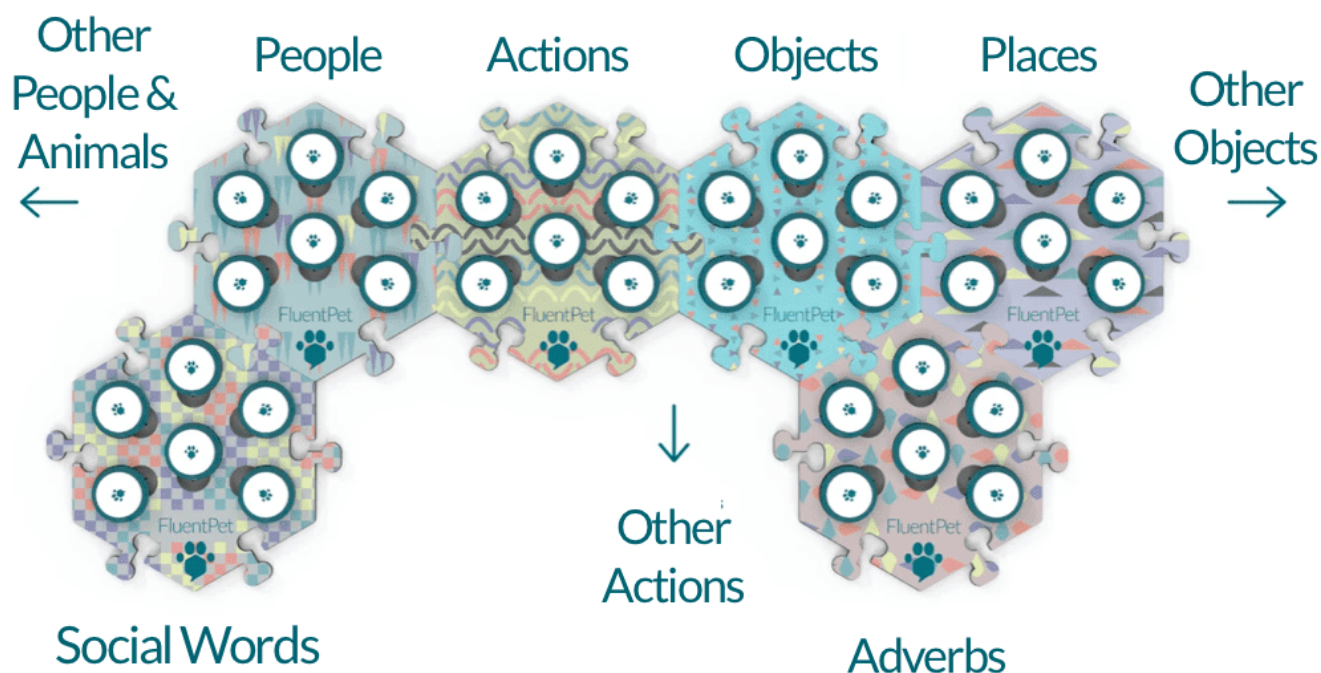 Other
People &
Animals
People
Actions
Objects
Places
Other
Objects
FluentPet
FluentPet
FluentPet
FluentPet
FluentPet
FluentPet
Other
Actions
Social Words
Adverbs